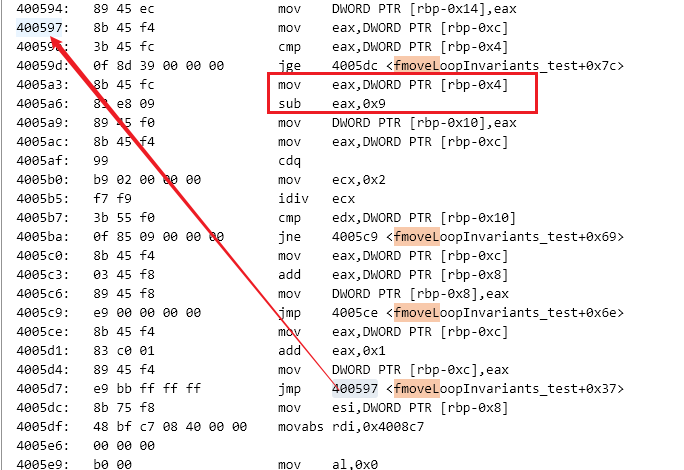 400594: 89 45 ec mov DWORD PTR [rbp-0x14],eax
400597: 8b 45 f4 mov eax,DWORD PTR [rbp-0xc]
3b 45 fc cmp eax,DWORD PTR [rbp-0x4]
40059d: 0f 8d 39 00 00 00 jge 4005dc <fmoveLoopInvariants_test+0x7c>
4005a3: 8b 45 fc mov eax,DWORD PTR [rbp-0x4]
4005a6: 83 e8 09 sub eax,0x9
4005a9: 89 45 f0 mov DWORD PTR [rbp-0x10],eax
4005ac: 8b 45 f4 mov eax,DWORD PTR [rbp-0xc]
4005af: 99 cdq
4005b0: b9 02 00 00 00 mov ecx,0x2
4005b5: f7 f9 idiv ecx
4005b7: 3b 55 f0 cmp edx,DWORD PTR [rbp-0x10]
4005ba: 0f 85 09 00 00 00 jne 4005c9 <fmoveLoopInvariants_test+0x69>
4005c0: 8b 45 f4 mov eax,DWORD PTR [rbp-0xc]
4005c3: 03 45 f8 add eax,DWORD PTR [rbp-0x8]
4005c6: 89 45 f8 mov DWORD PTR [rbp-0x8],eax
4005c9: e9 00 00 00 00 jmp 4005ce <fmoveLoopInvariants_test+0x6e>
4005ce: 8b 45 f4 mov eax,DWORD PTR [rbp-0xc]
4005d1: 83 c0 01 add eax,0x1
4005d4: 89 45 f4 mov DWORD PTR [rbp-0xc],eax
4005d7: e9 bb ff ff ff jmp 400597 <fmoveLoopInvariants_test+0x37>
4005dc: 8b 75 f8 mov esi,DWORD PTR [rbp-0x8]
4005df: 48 bf c7 08 40 00 00 movabs rdi,0x4008c7
4005e6: 00 00 00
4005e9: b0 00 mov al,0x0